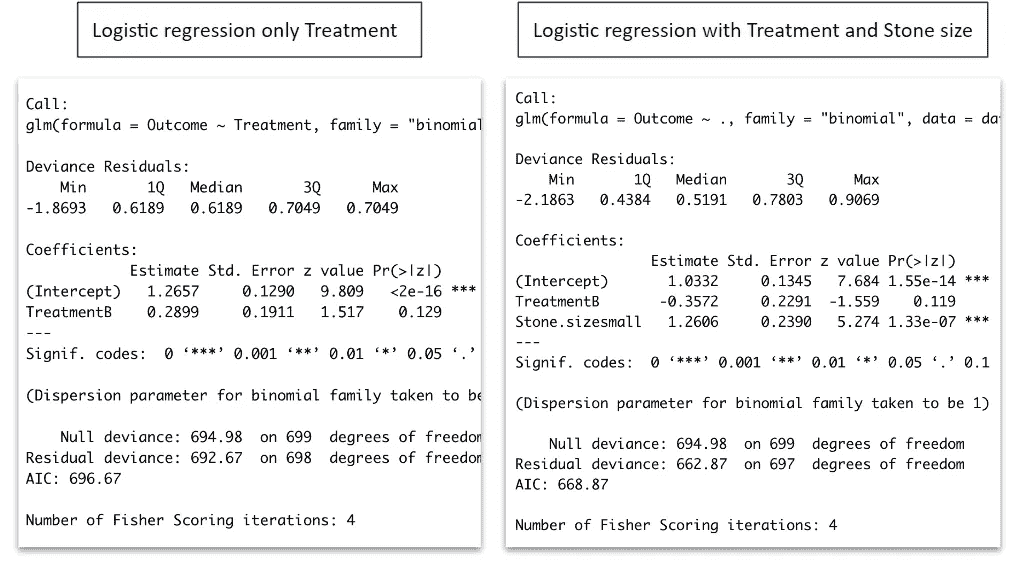 Logistic regression only Treatment
Call:
glm(formula = Outcome ~ Treatment, family = "binomial
Deviance Residuals:
Min 1Q Median 3Q Max
-1.8693 0.6189 0.6189 0.7049 0.7049
Coefficients:
Estimate Std. Error z value Pr(>|z|)
(Intercept) 1.2657 0.1290 9.809 <2e-16 ***
TreatmentB 0.2899 0.1911 1.517 0.129
---
Signif. codes: 0 ‘***’ 0.001 ‘**’ 0.01 ‘*’ 0.05 ‘.’
(Dispersion parameter for binomial family taken to be
Null deviance: 694.98 on 699 degrees of freedom
Residual deviance: 692.67 on 698 degrees of freedom
AIC: 696.67
Number of Fisher Scoring iterations: 4
Logistic regression with Treatment and Stone size
Call:
glm(formula = Outcome ~ ., family = "binomial", data = da
Deviance Residuals:
Min 1Q Median 3Q Max
-2.1863 0.4384 0.5191 0.7803 0.9069
Coefficients:
Estimate Std. Error z value Pr(>|z|)
(Intercept) 1.0332 0.1345 7.684 1.55e-14 ***
TreatmentB -0.3572 0.2291 -1.559 0.119
Stone.sizesmall 1.2606 0.2390 5.274 1.33e-07 ***
---
Signif. codes: 0 ‘***’ 0.001 ‘**’ 0.01 ‘*’ 0.05 ‘.’ 0.1
(Dispersion parameter for binomial family taken to be 1)
Null deviance: 694.98 on 699 degrees of freedom
Residual deviance: 662.87 on 697 degrees of freedom
AIC: 668.87
Number of Fisher Scoring iterations: 4